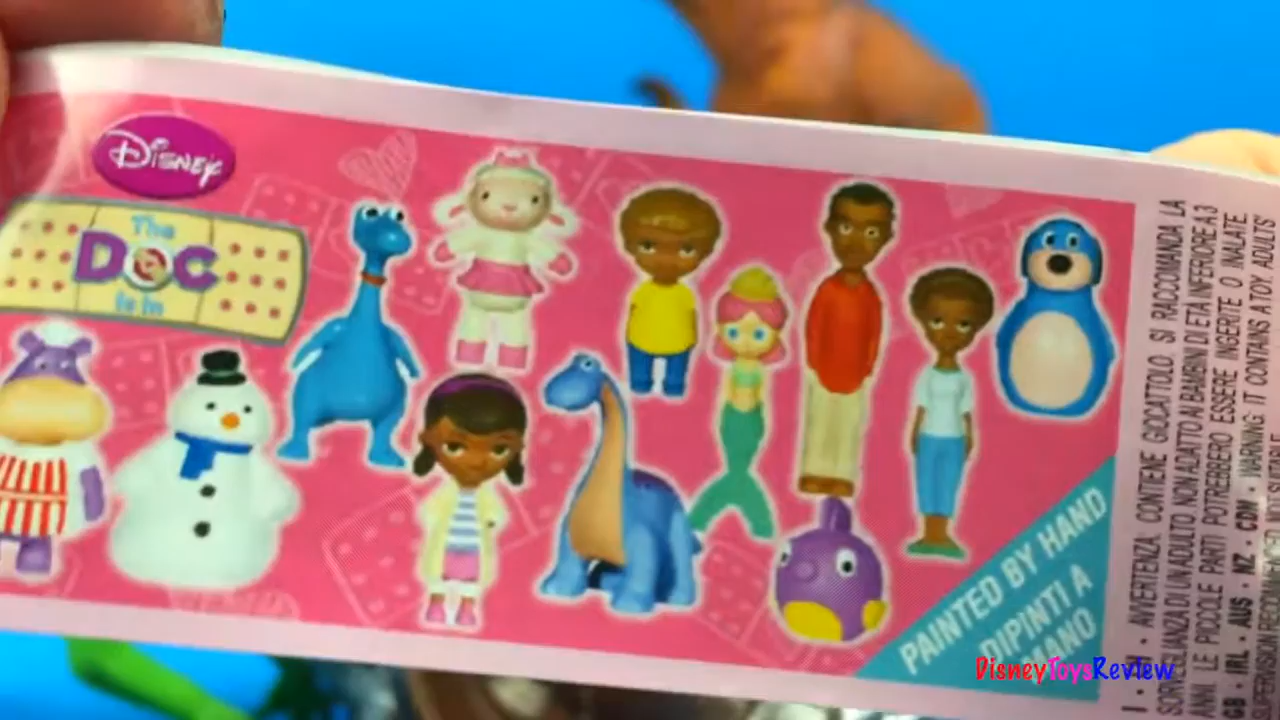 Disney
The
DOC
is in
PAINTED BY HAND
DIPINTI A
MANO
DisneyToysReview
I • • AVVERTENZA. CONTIENE GIOCATTOLO. SI RACCOMANDA LA
SORVEGLIANZA DI UN ADULTO. NON ADATTO AI BAMBINI DI ETÀ INFERIORE A 3
ANNI. LE PICCOLE PARTI POTREBBERO ESSERE INGERITE O INALATE.
GB • IRL • AUS • NZ • COM • WARNING: IT CONTAINS A TOY. ADULTS'
SUPERVISION